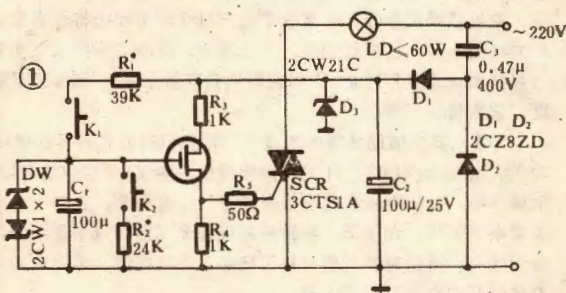 ①
R₁* 39K
K₁
DW
2CW1×2
C₁ 100μ
K₂
R₂* 24K
R₃ 1K
R₄ 1K
R₅ 50Ω
2CW21C
D₃
SCR
3CTS1A
LD≤60W
~220V
C₃
0.47μ
400V
D₁
D₁ D₂
2CZ8ZD
D₂
C₂
100μ/25V